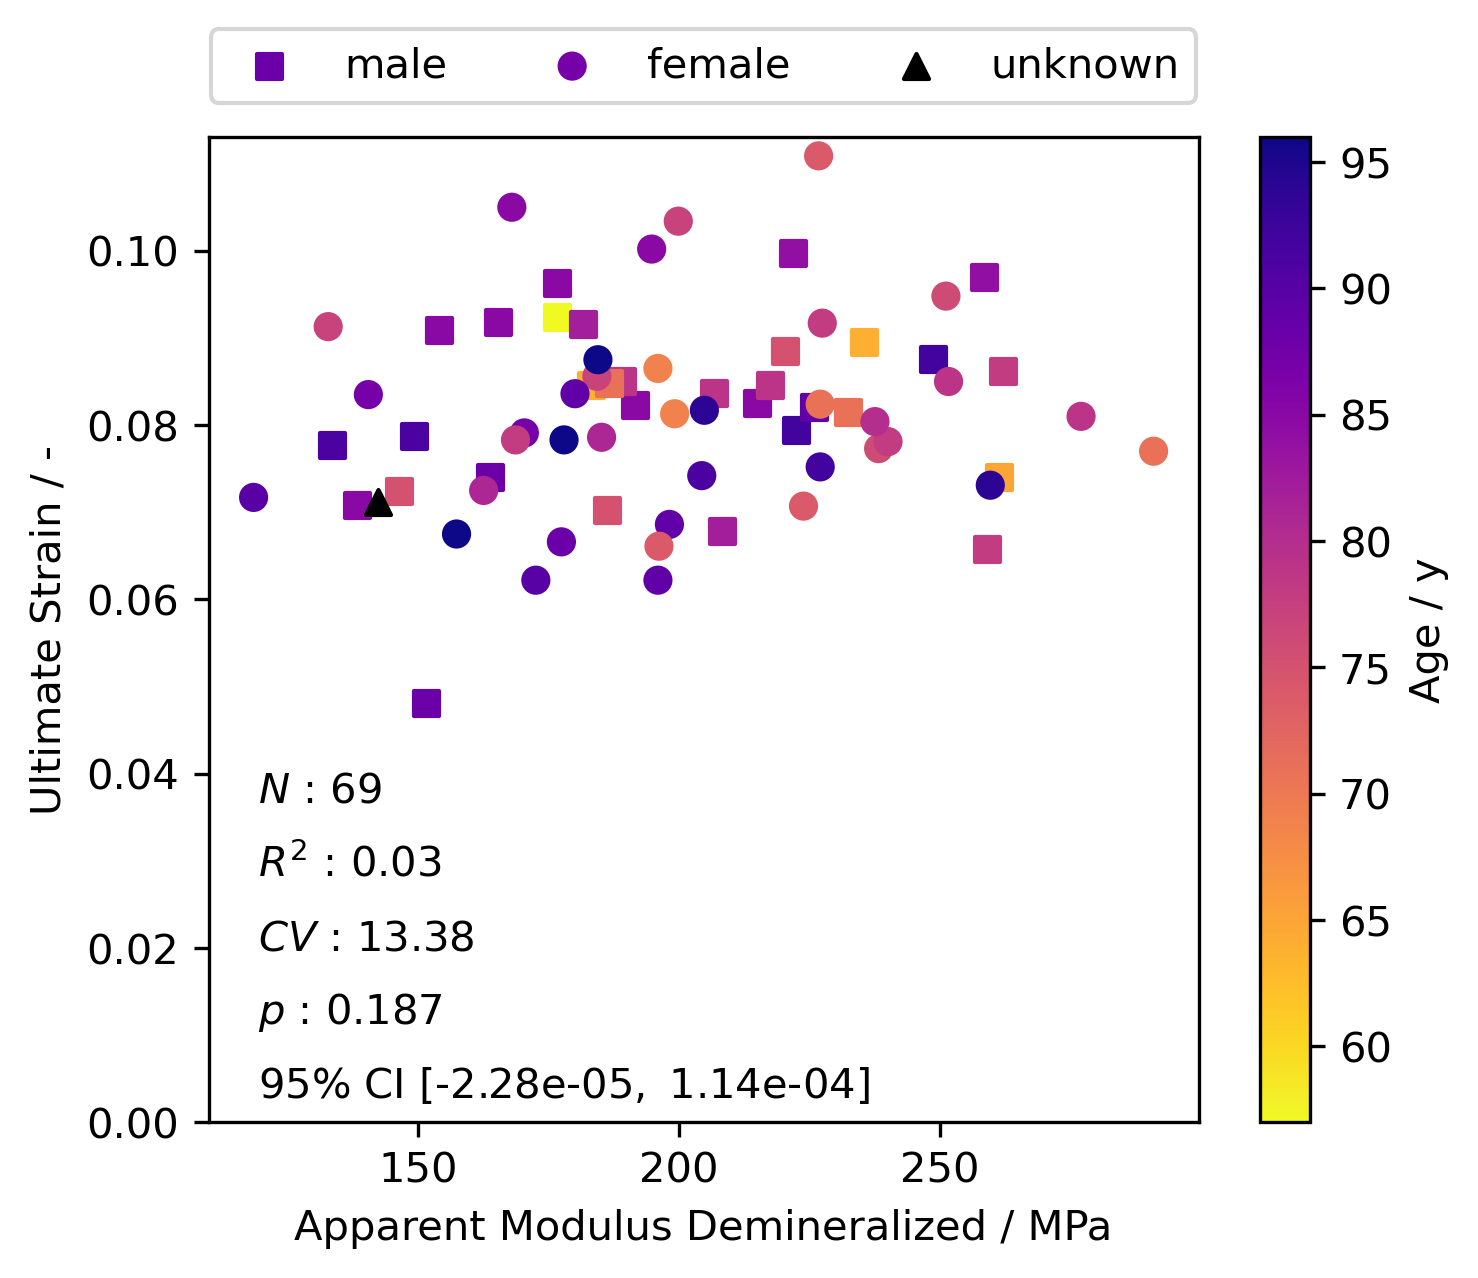 male female unknown
0.10
0.08
0.06
0.04
0.02
0.00
Ultimate Strain / -
N : 69
R² : 0.03
CV : 13.38
p : 0.187
95% CI [-2.28e-05, 1.14e-04]
150 200 250
Apparent Modulus Demineralized / MPa
95
90
85
80
75
70
65
60
Age / y